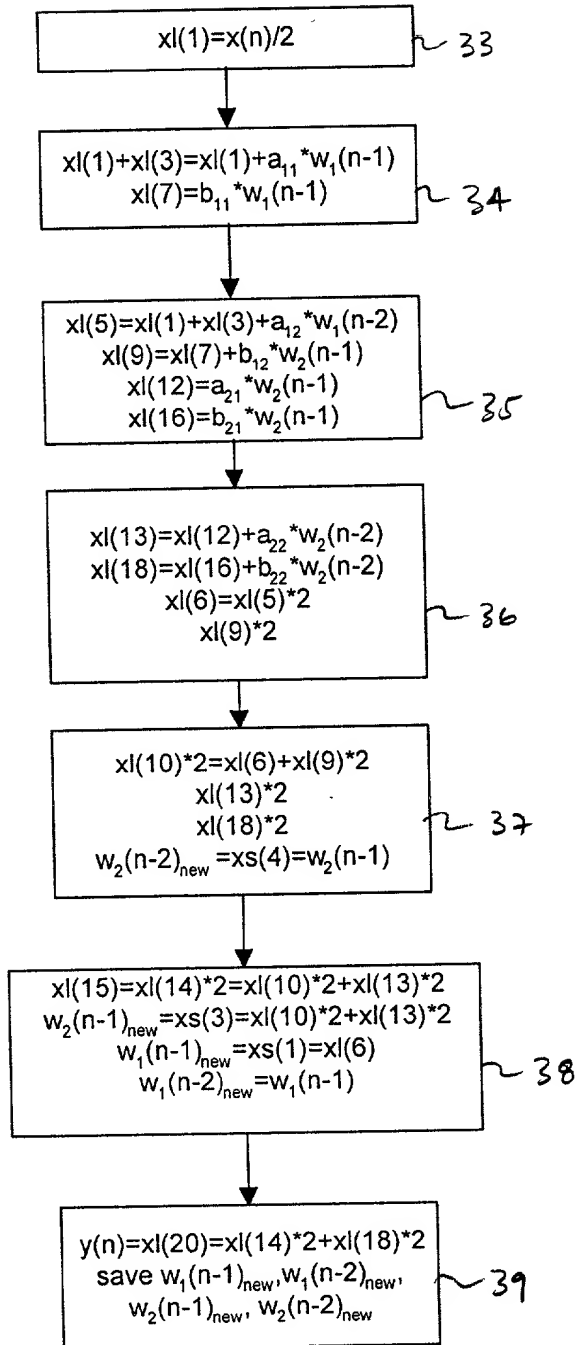 xl(1)=x(n)/2
33
xl(1)+xl(3)=xl(1)+a₁₁*w₁(n-1)
xl(7)=b₁₁*w₁(n-1)
34
xl(5)=xl(1)+xl(3)+a₁₂*w₁(n-2)
xl(9)=xl(7)+b₁₂*w₂(n-1)
xl(12)=a₂₁*w₂(n-1)
xl(16)=b₂₁*w₂(n-1)
35
xl(13)=xl(12)+a₂₂*w₂(n-2)
xl(18)=xl(16)+b₂₂*w₂(n-2)
xl(6)=xl(5)*2
xl(9)*2
36
xl(10)*2=xl(6)+xl(9)*2
xl(13)*2
xl(18)*2
w₂(n-2)new =xs(4)=w₂(n-1)
37
xl(15)=xl(14)*2=xl(10)*2+xl(13)*2
w₂(n-1)new=xs(3)=xl(10)*2+xl(13)*2
w₁(n-1)new=xs(1)=xl(6)
w₁(n-2)new=w₁(n-1)
38
y(n)=xl(20)=xl(14)*2+xl(18)*2
save w₁(n-1)new,w₁(n-2)new,
w₂(n-1)new, w₂(n-2)new
39